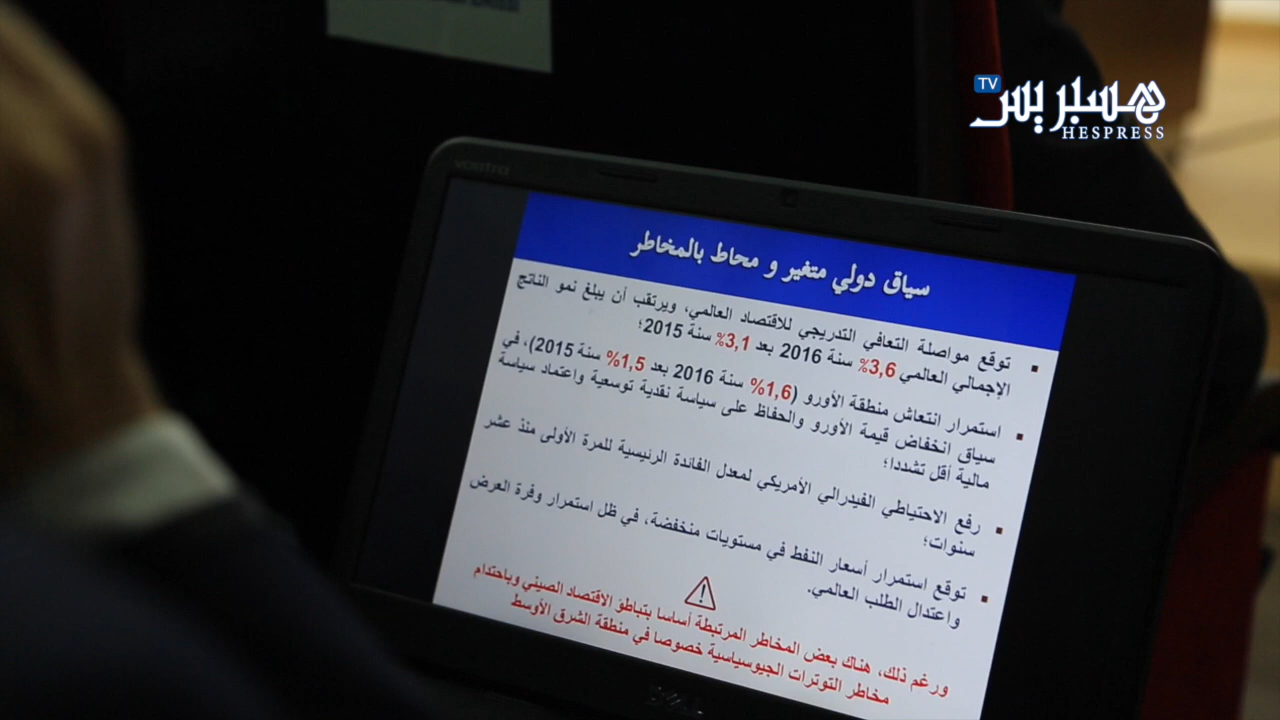 TV
هسبريس
HESPRESS
vostro
سياق دولي متغير و محاط بالمخاطر
▪ توقع مواصلة التعافي التدريجي للاقتصاد العالمي، ويرتقب أن يبلغ نمو الناتج
الإجمالي العالمي 3,6% سنة 2016 بعد 3,1% سنة 2015؛
▪ استمرار انتعاش منطقة الأورو (1,6% سنة 2016 بعد 1,5% سنة 2015)، في
سياق انخفاض قيمة الأورو والحفاظ على سياسة نقدية توسعية واعتماد سياسة
مالية أقل تشددا؛
▪ رفع الاحتياطي الفيدرالي الأمريكي لمعدل الفائدة الرئيسية للمرة الأولى منذ عشر
سنوات؛
▪ توقع استمرار أسعار النفط في مستويات منخفضة، في ظل استمرار وفرة العرض
واعتدال الطلب العالمي.
ورغم ذلك، هناك بعض المخاطر المرتبطة أساسا بتباطؤ الاقتصاد الصيني وباحتدام
مخاطر التوترات الجيوسياسية خصوصا في منطقة الشرق الأوسط
DELL